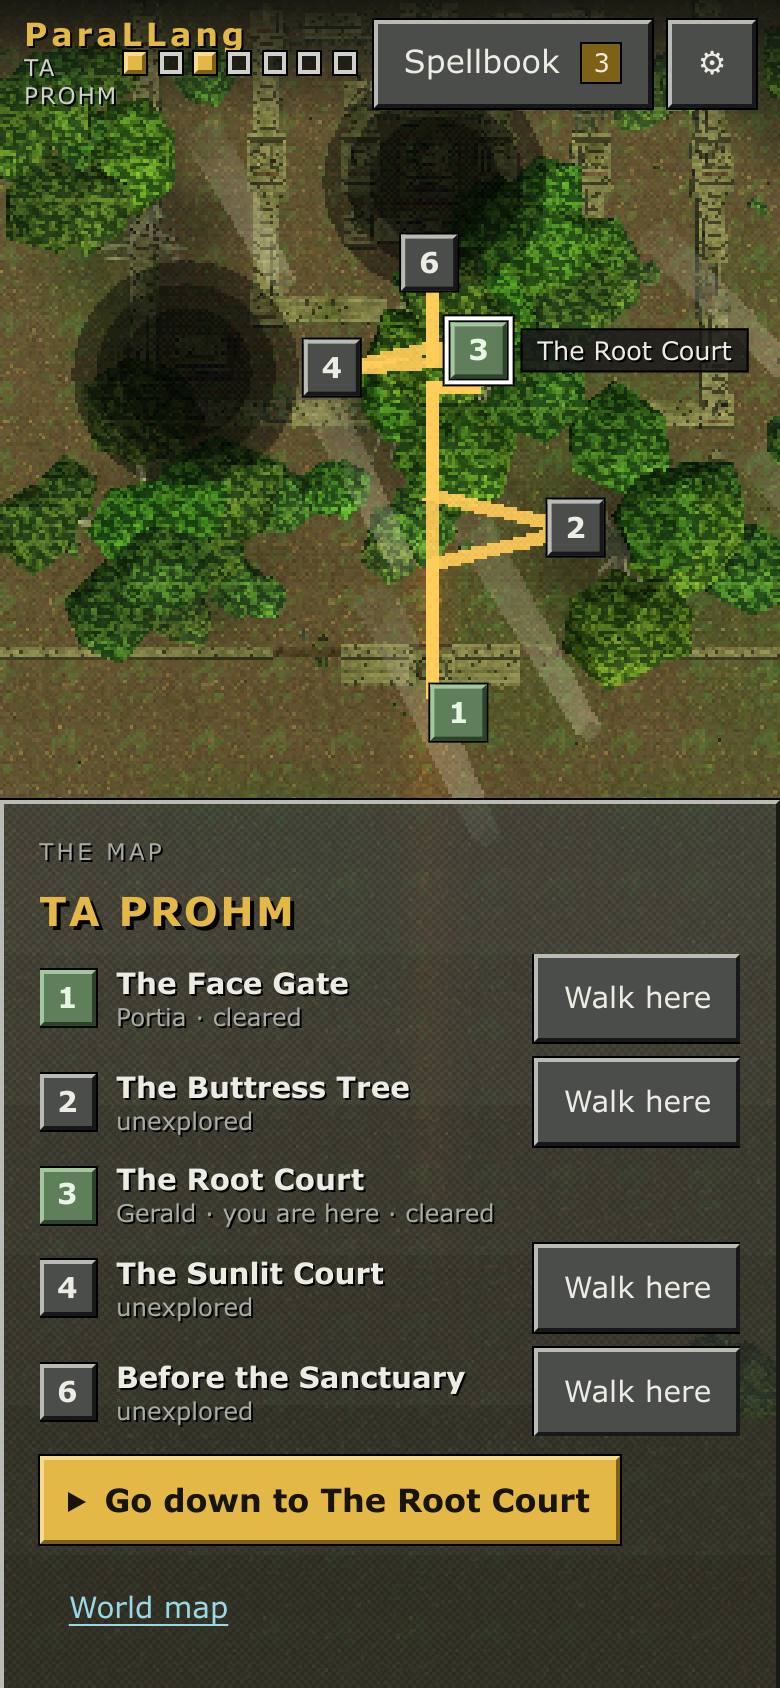 ParaLLang
TA PROHM
Spellbook 3
⚙
6
3 The Root Court
4
2
1
THE MAP
TA PROHM
1 The Face Gate
Portia · cleared
Walk here
2 The Buttress Tree
unexplored
Walk here
3 The Root Court
Gerald · you are here · cleared
4 The Sunlit Court
unexplored
Walk here
6 Before the Sanctuary
unexplored
Walk here
▶ Go down to The Root Court
World map